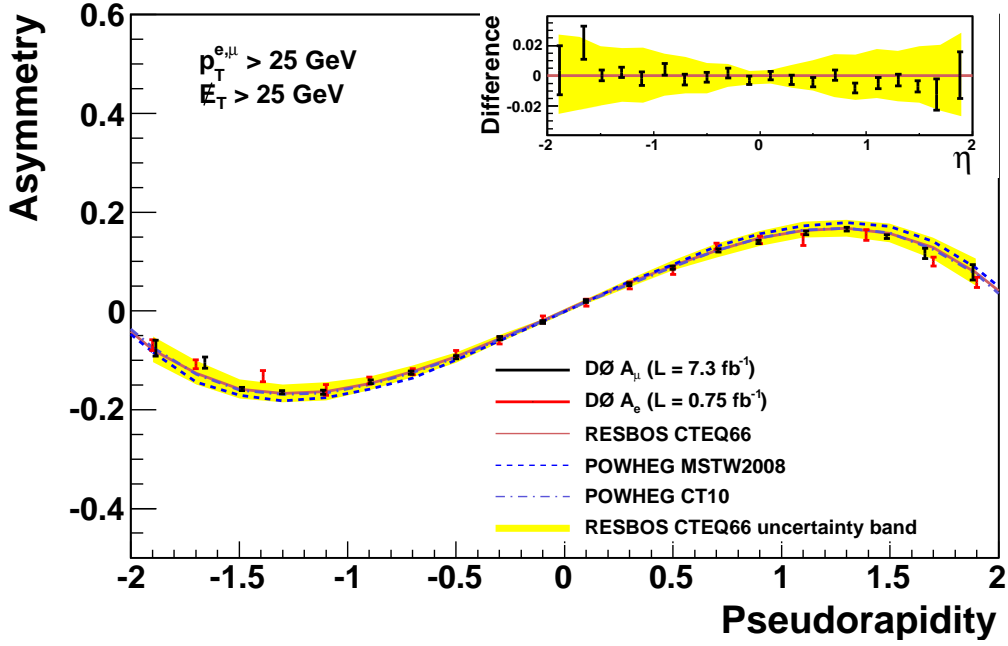 Asymmetry
0.6
0.4
0.2
0
-0.2
-0.4
p_T^{e,μ} > 25 GeV
E̸_T > 25 GeV
Difference
0.02
0
-0.02
-2 -1 0 1 2
η
DØ A_μ (L = 7.3 fb⁻¹)
DØ A_e (L = 0.75 fb⁻¹)
RESBOS CTEQ66
POWHEG MSTW2008
POWHEG CT10
RESBOS CTEQ66 uncertainty band
-2 -1.5 -1 -0.5 0 0.5 1 1.5 2
Pseudorapidity